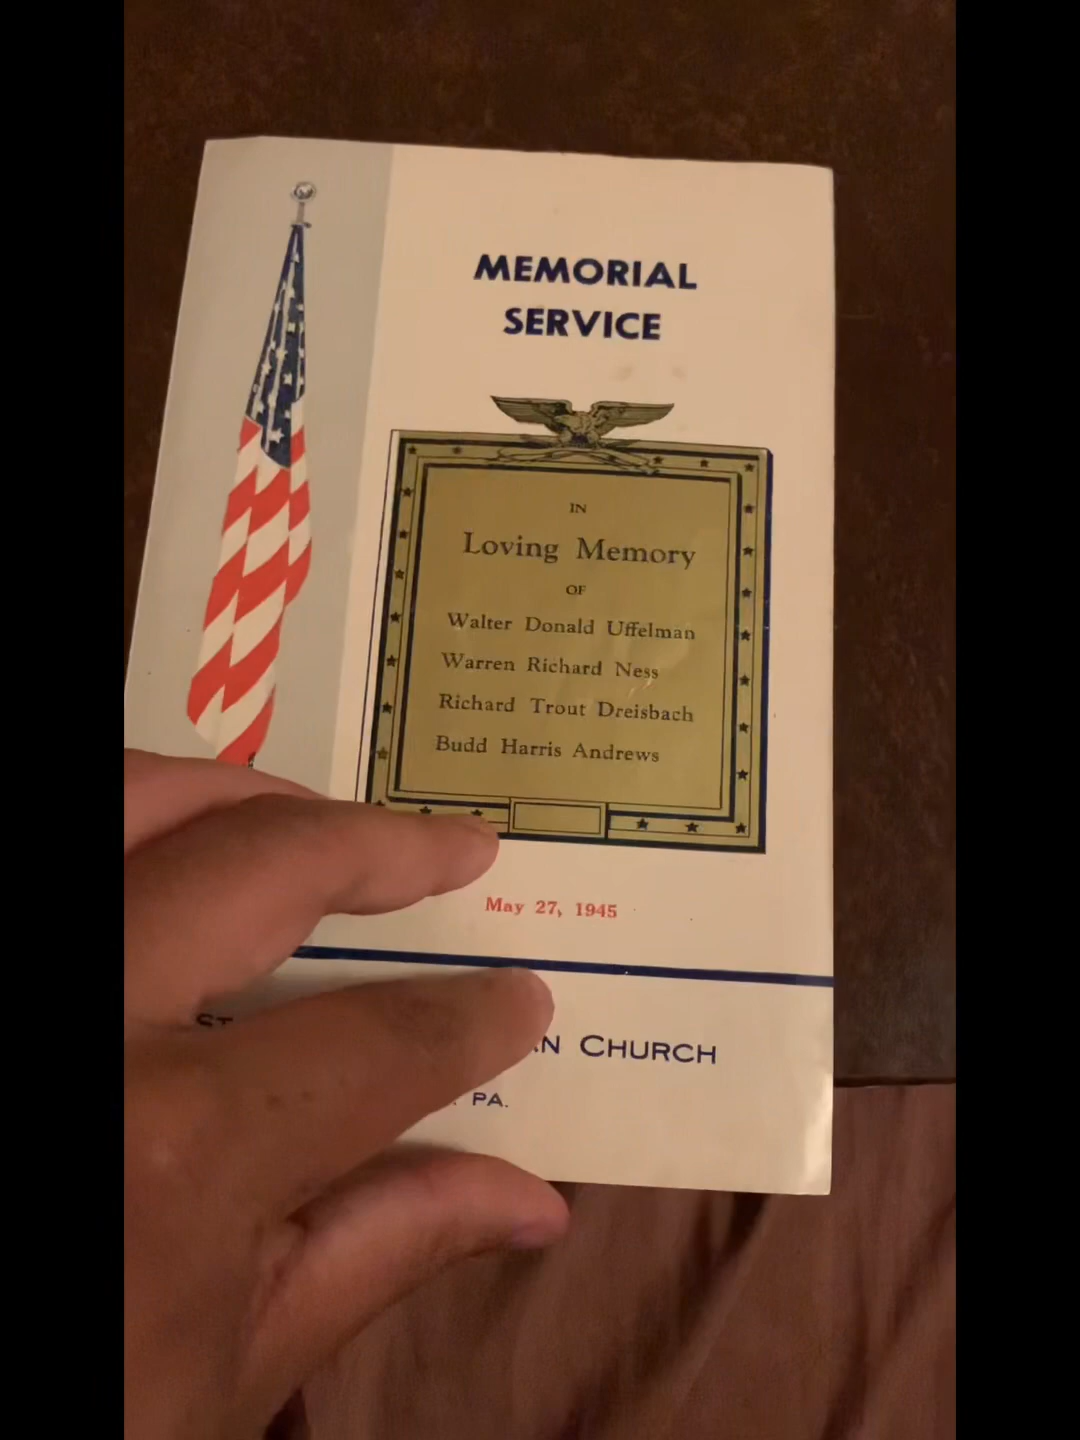 MEMORIAL
SERVICE
IN
Loving Memory
OF
Walter Donald Uffelman
Warren Richard Ness
Richard Trout Dreisbach
Budd Harris Andrews
May 27, 1945
ST CHURCH
PA.